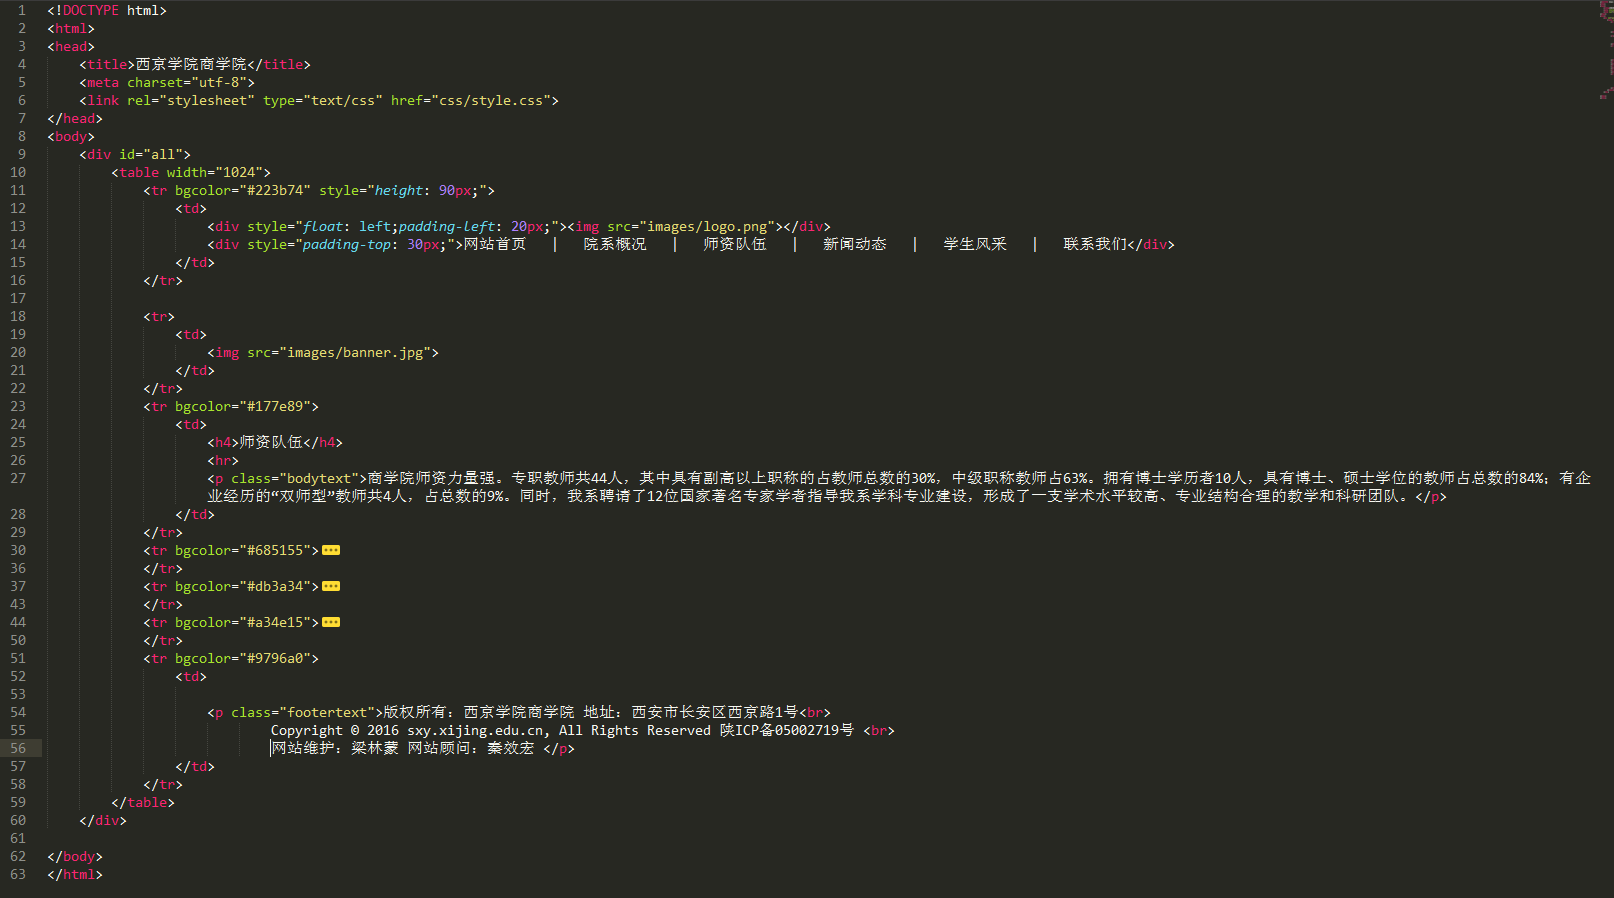 1 <!DOCTYPE html>
2 <html>
3 <head>
4 <title>西京学院商学院</title>
5 <meta charset="utf-8">
6 <link rel="stylesheet" type="text/css" href="css/style.css">
7 </head>
8 <body>
9 <div id="all">
10 <table width="1024">
11 <tr bgcolor="#223b74" style="height: 90px;">
12 <td>
13 <div style="float: left;padding-left: 20px;"><img src="images/logo.png"></div>
14 <div style="padding-top: 30px;">网站首页 | 院系概况 | 师资队伍 | 新闻动态 | 学生风采 | 联系我们</div>
15 </td>
16 </tr>
17
18 <tr>
19 <td>
20 <img src="images/banner.jpg">
21 </td>
22 </tr>
23 <tr bgcolor="#177e89">
24 <td>
25 <h4>师资队伍</h4>
26 <hr>
27 <p class="bodytext">商学院师资力量强。专职教师共44人，其中具有副高以上职称的占教师总数的30%，中级职称教师占63%。拥有博士学历者10人，具有博士、硕士学位的教师占总数的84%；有企
业经历的“双师型”教师共4人，占总数的9%。同时，我系聘请了12位国家著名专家学者指导我系学科专业建设，形成了一支学术水平较高、专业结构合理的教学和科研团队。</p>
28 </td>
29 </tr>
30 <tr bgcolor="#685155">
36 </tr>
37 <tr bgcolor="#db3a34">
43 </tr>
44 <tr bgcolor="#a34e15">
50 </tr>
51 <tr bgcolor="#9796a0">
52 <td>
53
54 <p class="footertext">版权所有：西京学院商学院 地址：西安市长安区西京路1号<br>
55 Copyright © 2016 sxy.xijing.edu.cn, All Rights Reserved 陕ICP备05002719号 <br>
56 网站维护：梁林蒙 网站顾问：秦效宏 </p>
57 </td>
58 </tr>
59 </table>
60 </div>
61
62 </body>
63 </html>